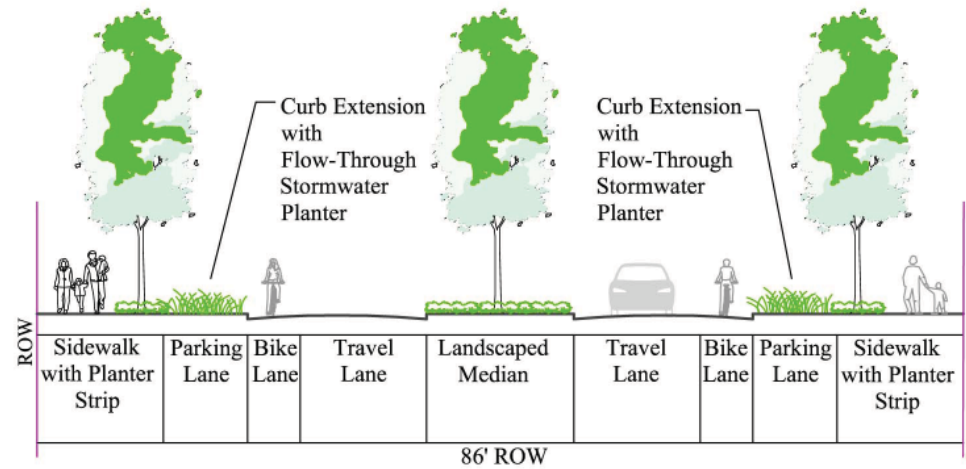 Curb Extension
with
Flow-Through
Stormwater
Planter
Curb Extension
with
Flow-Through
Stormwater
Planter
ROW
Sidewalk
with Planter
Strip
Parking
Lane
Bike
Lane
Travel
Lane
Landscaped
Median
Travel
Lane
Bike
Lane
Parking
Lane
Sidewalk
with Planter
Strip
86' ROW